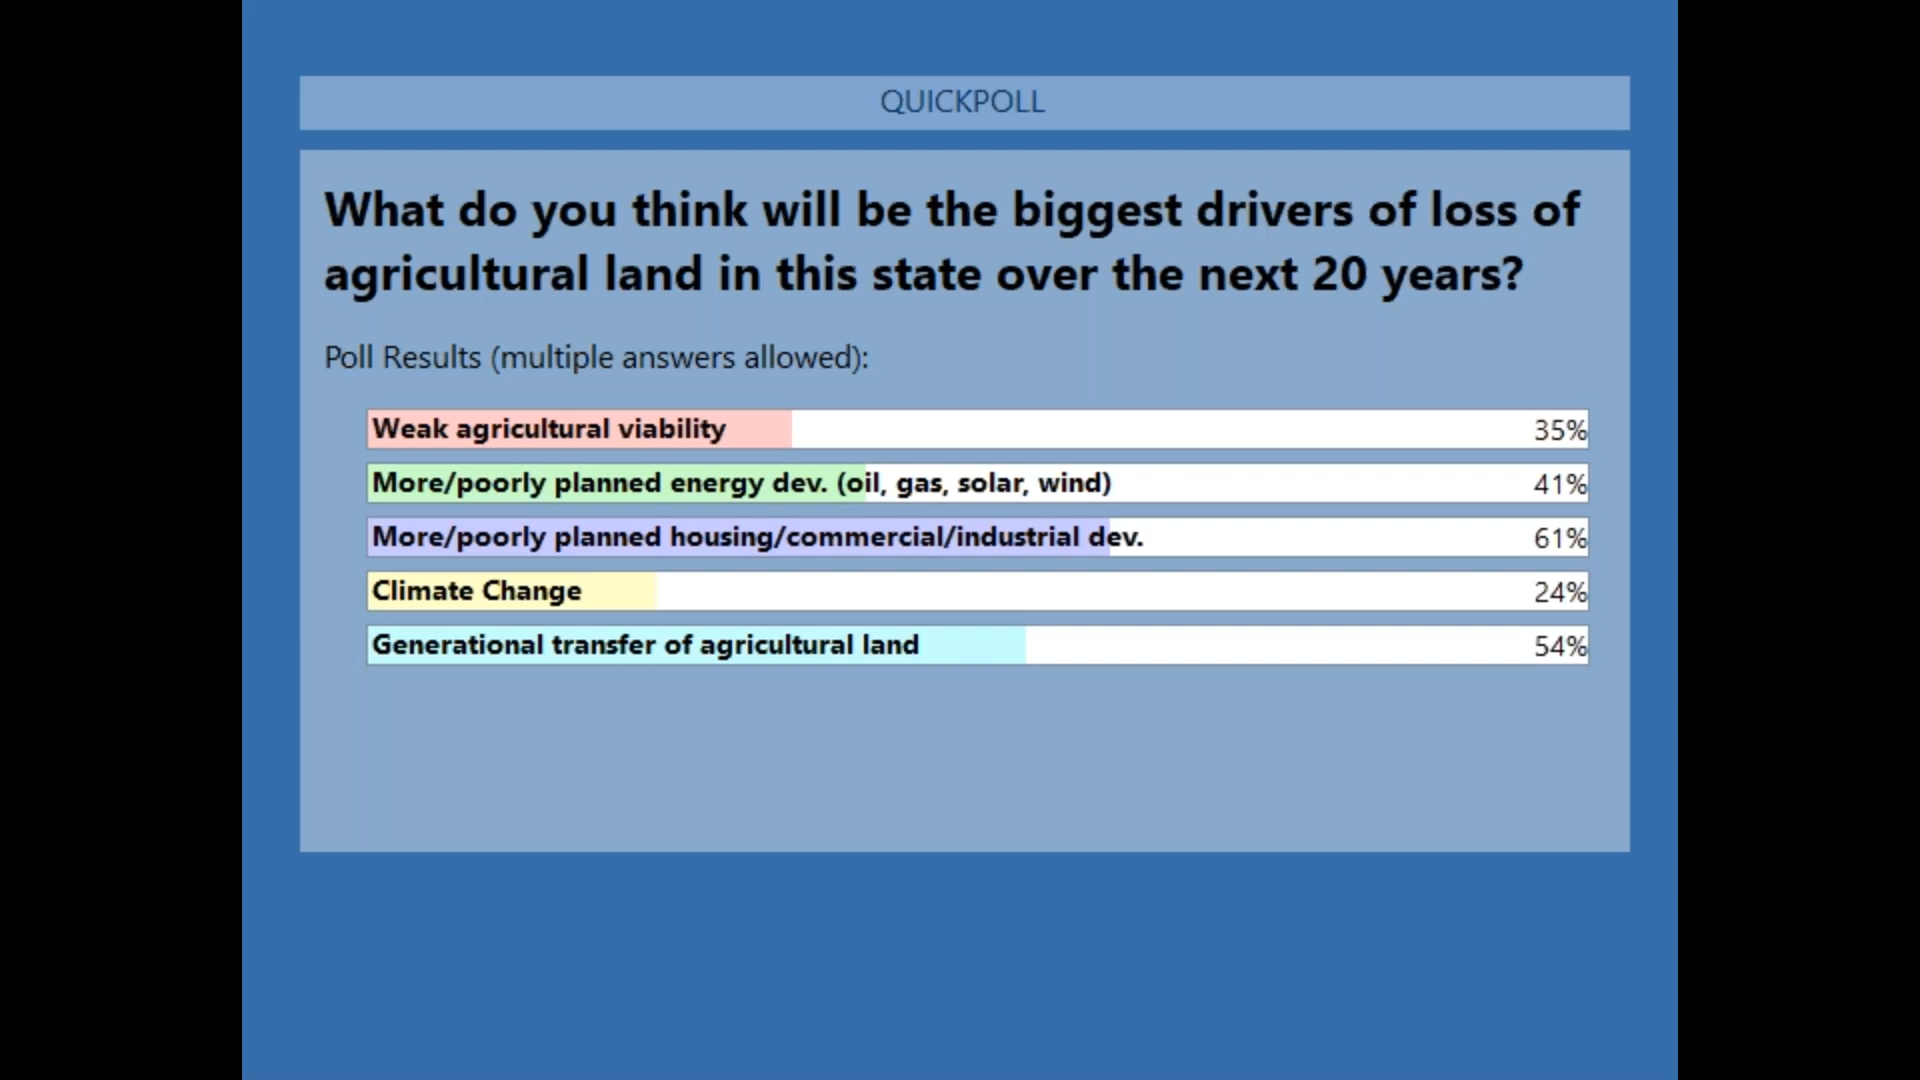 QUICKPOLL
What do you think will be the biggest drivers of loss of
agricultural land in this state over the next 20 years?
Poll Results (multiple answers allowed):
Weak agricultural viability 35%
More/poorly planned energy dev. (oil, gas, solar, wind) 41%
More/poorly planned housing/commercial/industrial dev. 61%
Climate Change 24%
Generational transfer of agricultural land 54%